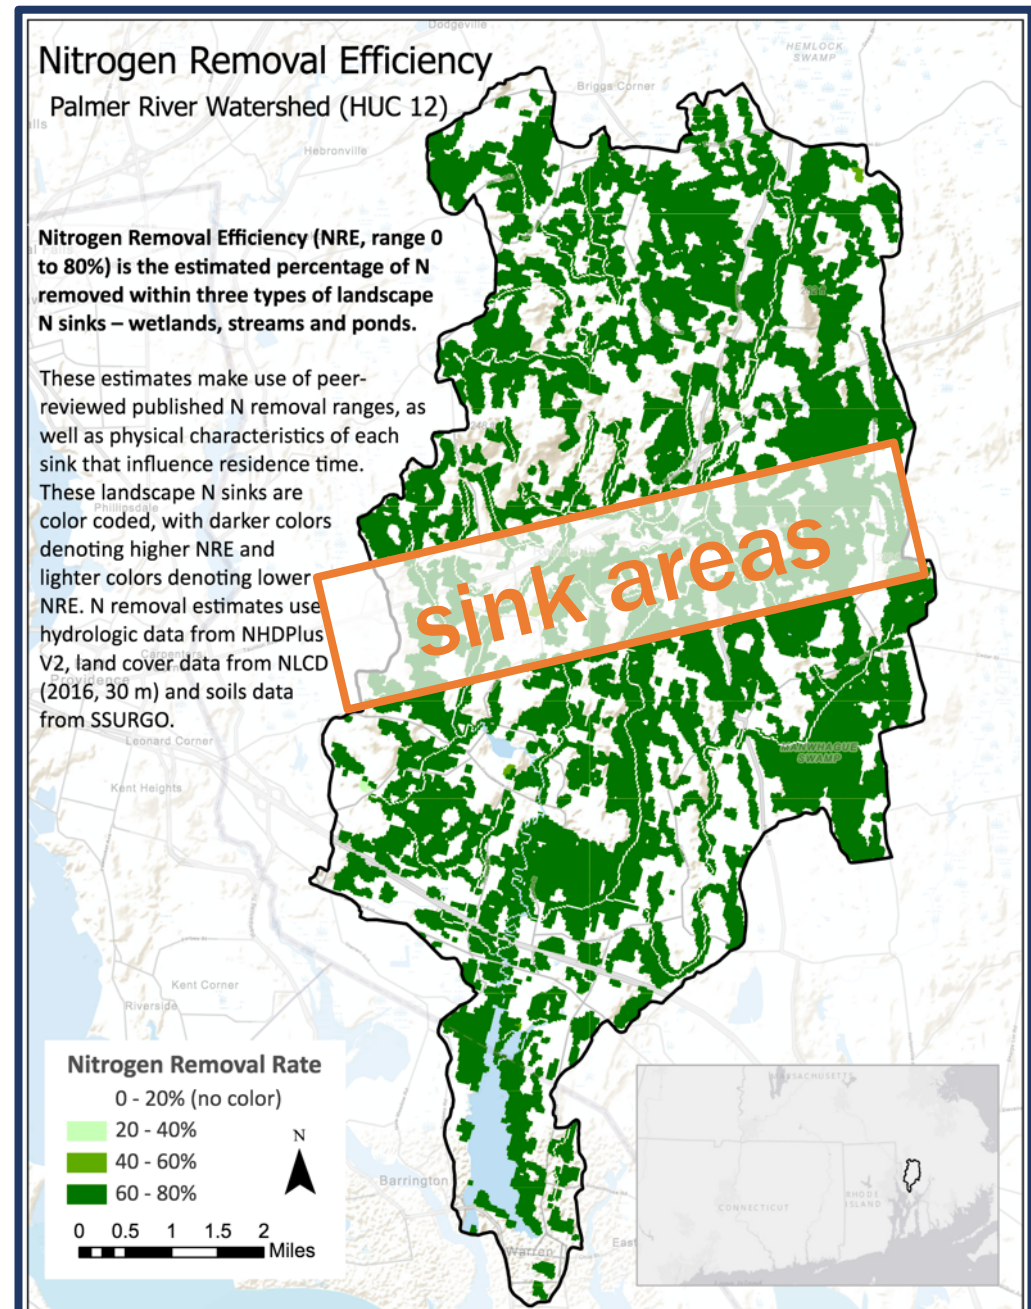 Dodgeville
Nitrogen Removal Efficiency
HEMLOCK
SWAMP
Briggs Corner
Palmer River Watershed (HUC 12)
Hebronville
Nitrogen Removal Efficiency (NRE, range 0
to 80%) is the estimated percentage of N
removed within three types of landscape
N sinks – wetlands, streams and ponds.
These estimates make use of peer-
reviewed published N removal ranges, as
well as physical characteristics of each
sink that influence residence time.
These landscape N sinks are
Phillipsdale
color coded, with darker colors
denoting higher NRE and
lighter colors denoting lower
NRE. N removal estimates use
hydrologic data from NHDPlus
V2, land cover data from NLCD
Providence
(2016, 30 m) and soils data
from SSURGO.
sink areas
Leonard Corner
MANWHAGUE
SWAMP
Kent Heights
Kent Corner
Riverside
Nitrogen Removal Rate
0 - 20% (no color)
20 - 40%
40 - 60%
60 - 80%
N
0 0.5 1 2
Miles
Barrington
Warren
East
MASSACHUSETTS
CONNECTICUT
RHODE
ISLAND
Long Island